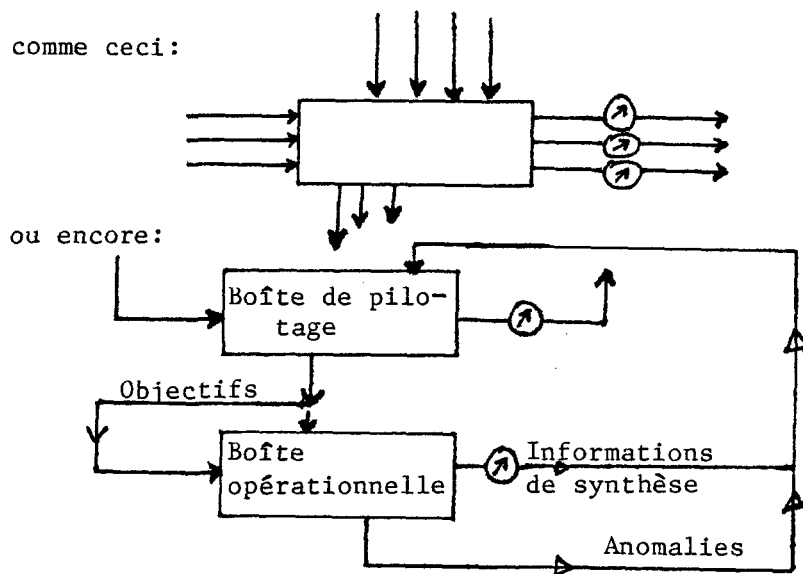 comme ceci:
ou encore:
Boîte de pilo-
tage
Objectifs
Boîte
opérationnelle
Informations
de synthèse
Anomalies